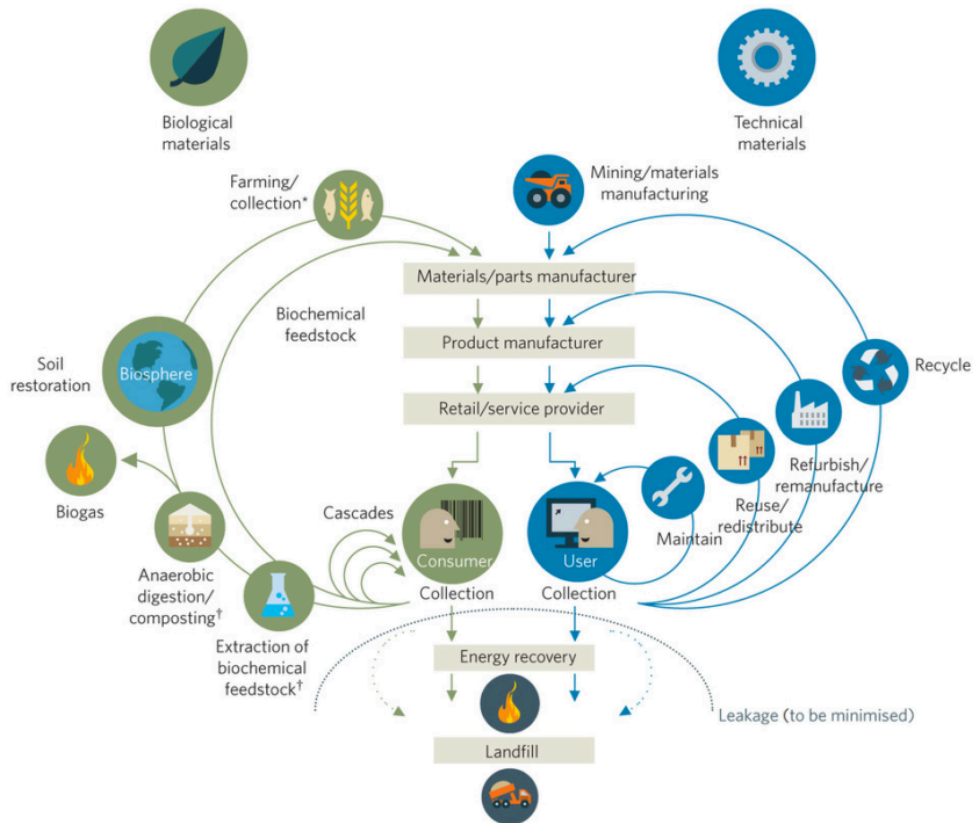 Biological
materials
Technical
materials
Farming/
collection*
Mining/materials
manufacturing
Materials/parts manufacturer
Biochemical
feedstock
Product manufacturer
Soil
restoration
Biosphere
Recycle
Retail/service provider
Refurbish/
remanufacture
Biogas
Reuse/
redistribute
Cascades
Maintain
Consumer
User
Anaerobic
digestion/
composting†
Collection
Collection
Extraction of
biochemical
feedstock†
Energy recovery
Leakage (to be minimised)
Landfill